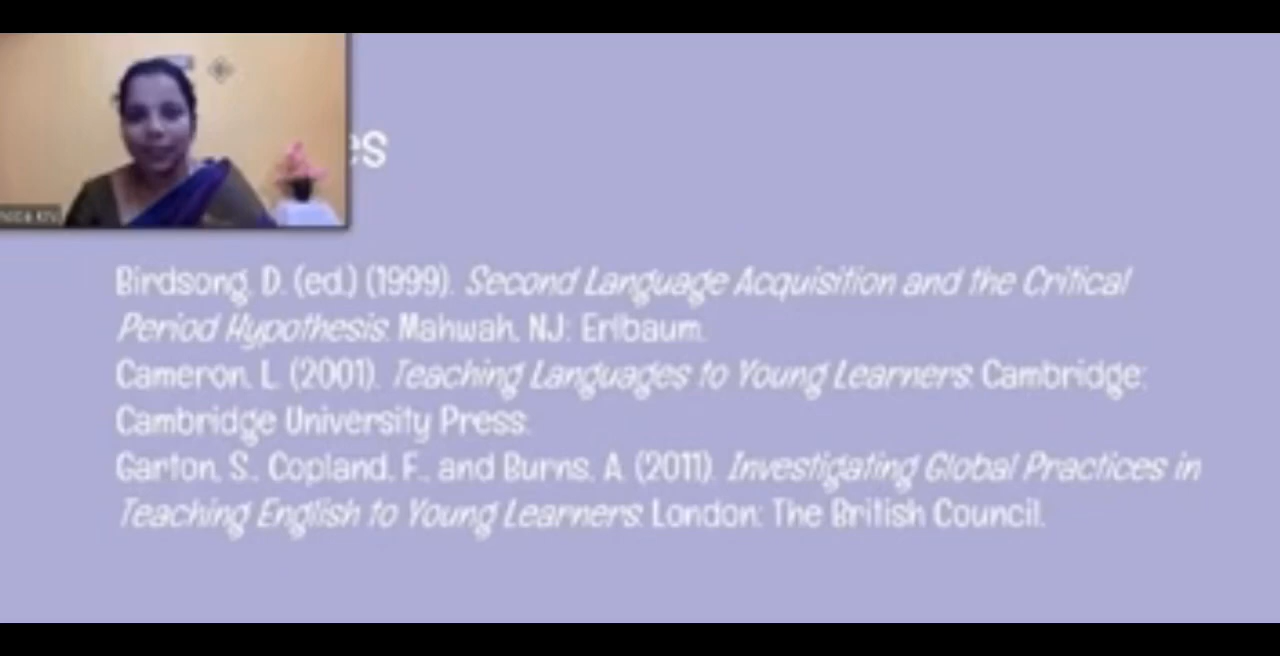 es
Birdsong, D. (ed.) (1999). Second Language Acquisition and the Critical
Period Hypothesis. Mahwah, NJ: Erlbaum.
Cameron, L. (2001). Teaching Languages to Young Learners. Cambridge:
Cambridge University Press.
Garton, S., Copland, F., and Burns, A. (2011). Investigating Global Practices in
Teaching English to Young Learners. London: The British Council.